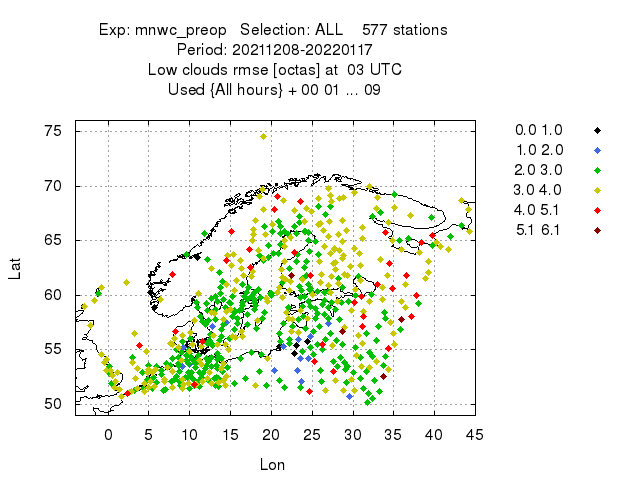 Exp: mnwc_preop   Selection: ALL    577 stations
Period: 20211208-20220117
Low clouds rmse [octas] at  03 UTC
Used {All hours} + 00 01 ... 09
0.0 1.0
1.0 2.0
2.0 3.0
3.0 4.0
4.0 5.1
5.1 6.1
75
70
65
60
55
50
Lat
0 5 10 15 20 25 30 35 40 45
Lon